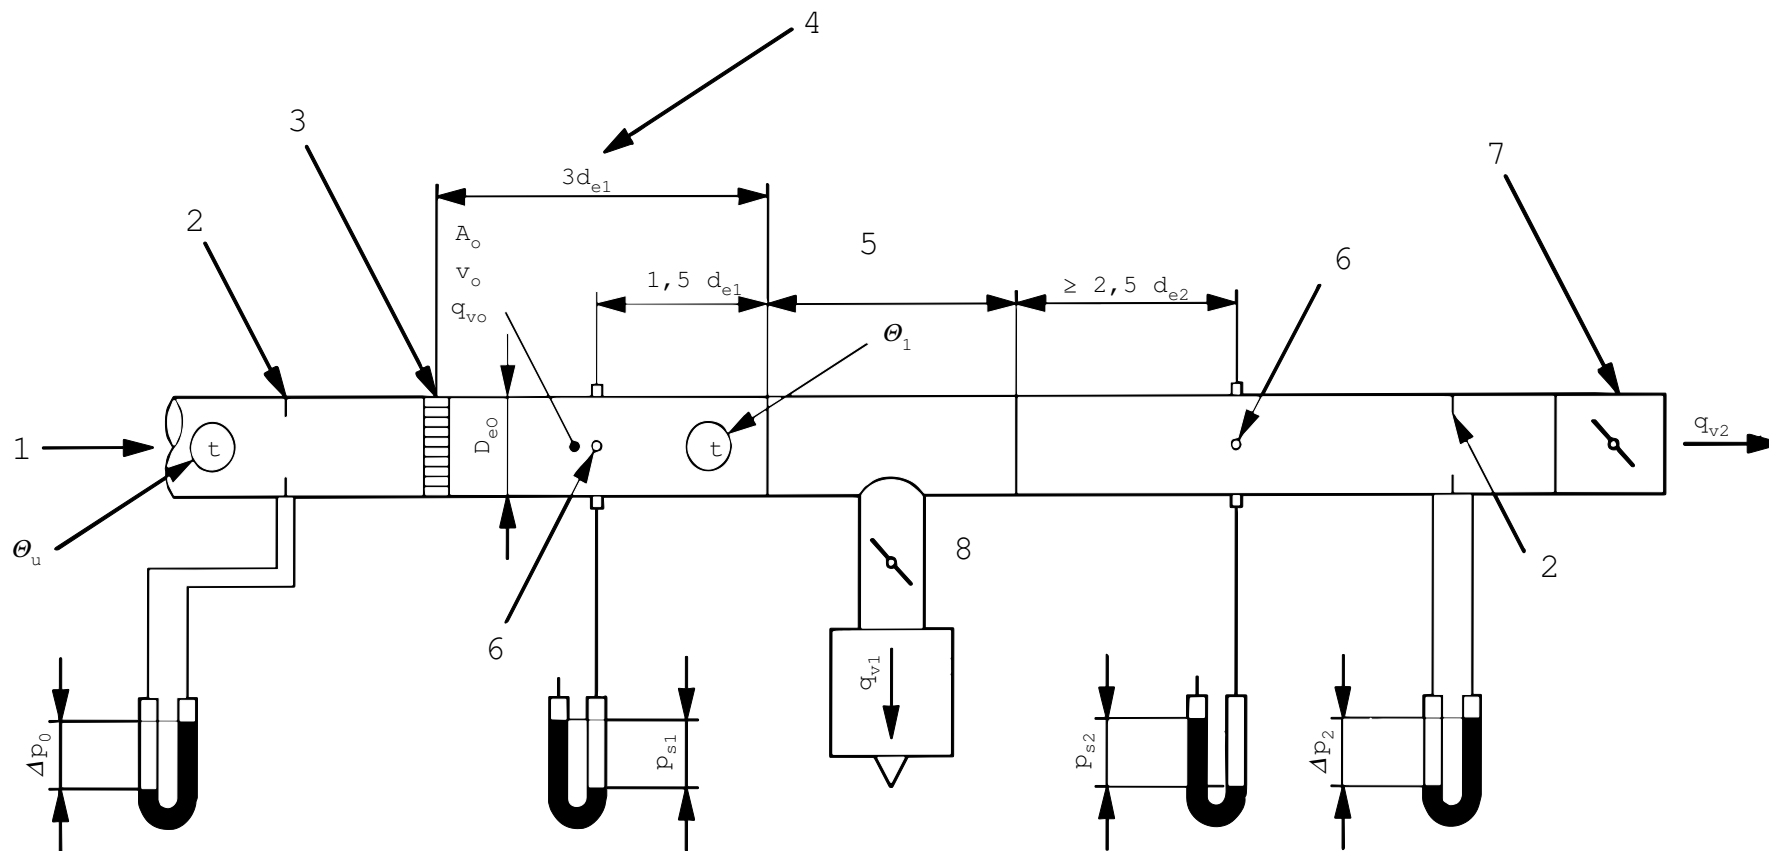 4
3
7
3d_e1
2
A_o
5
v_o
6
1,5 d_e1
≥ 2,5 d_e2
q_vo
Θ_1
q_v2
1
t
D_e0
t
Θ_u
8
2
6
q_v1
Δp_0
p_s1
p_s2
Δp_2